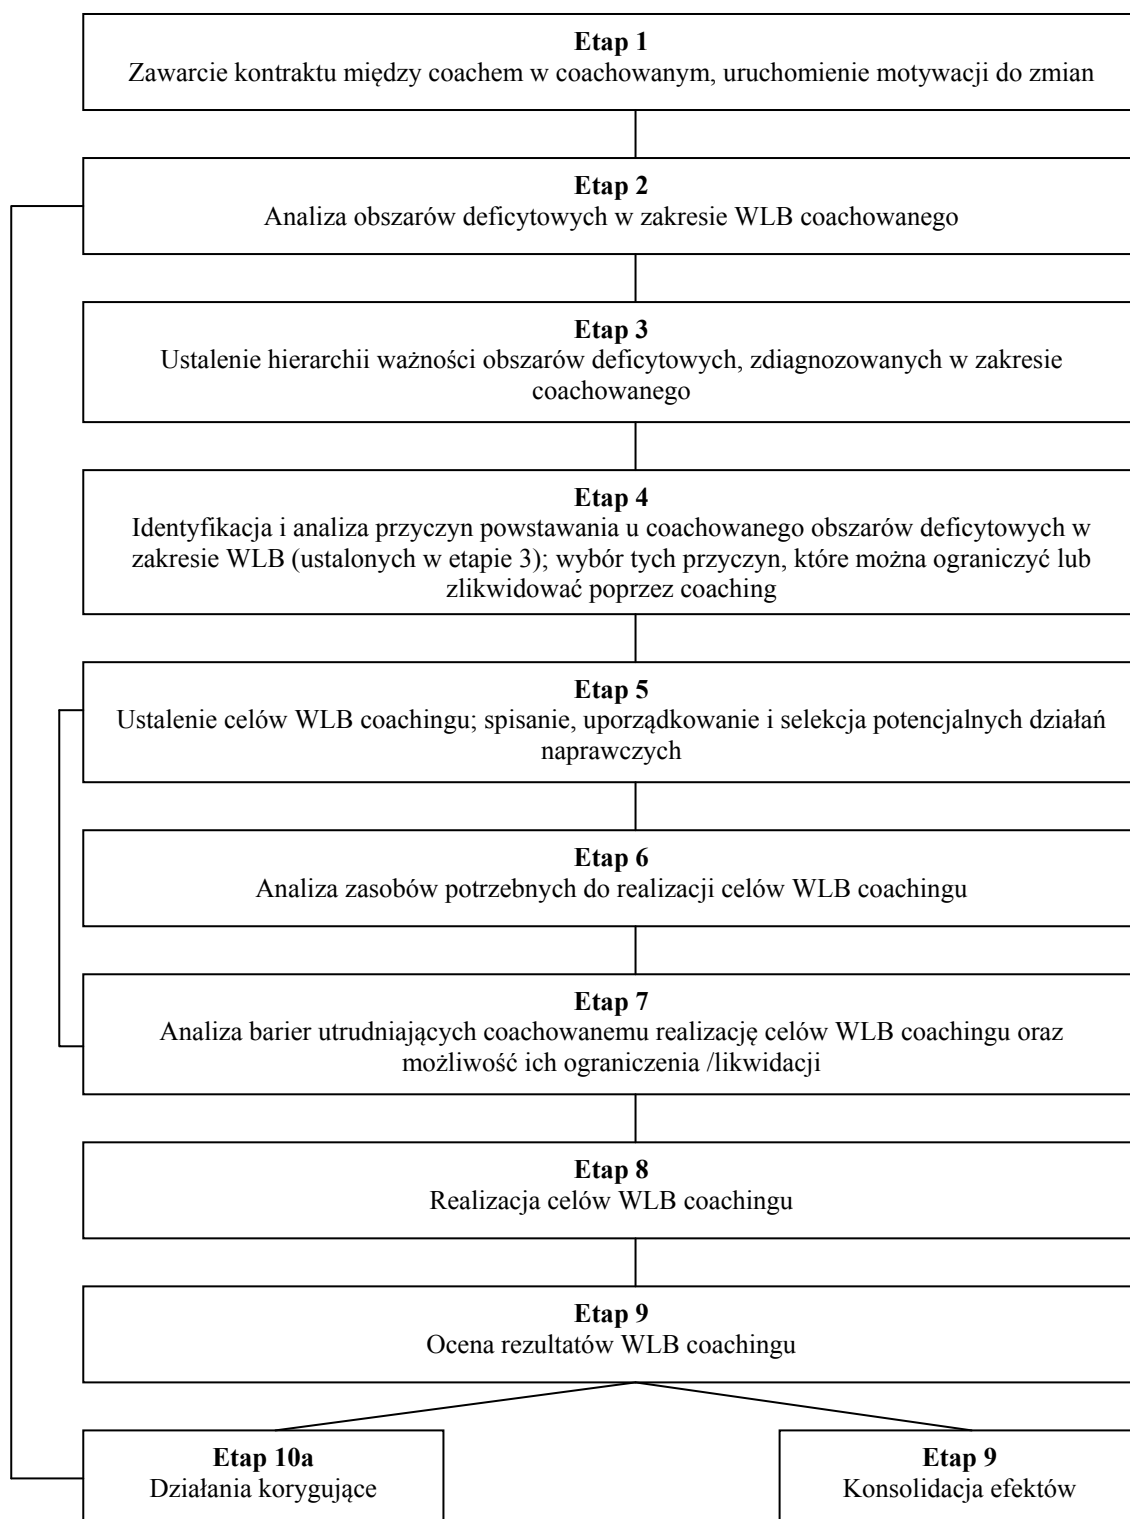 Etap 1
Zawarcie kontraktu między coachem w coachowanym, uruchomienie motywacji do zmian
Etap 2
Analiza obszarów deficytowych w zakresie WLB coachowanego
Etap 3
Ustalenie hierarchii ważności obszarów deficytowych, zdiagnozowanych w zakresie
coachowanego
Etap 4
Identyfikacja i analiza przyczyn powstawania u coachowanego obszarów deficytowych w
zakresie WLB (ustalonych w etapie 3); wybór tych przyczyn, które można ograniczyć lub
zlikwidować poprzez coaching
Etap 5
Ustalenie celów WLB coachingu; spisanie, uporządkowanie i selekcja potencjalnych działań
naprawczych
Etap 6
Analiza zasobów potrzebnych do realizacji celów WLB coachingu
Etap 7
Analiza barier utrudniających coachowanemu realizację celów WLB coachingu oraz
możliwość ich ograniczenia /likwidacji
Etap 8
Realizacja celów WLB coachingu
Etap 9
Ocena rezultatów WLB coachingu
Etap 10a
Działania korygujące
Etap 9
Konsolidacja efektów